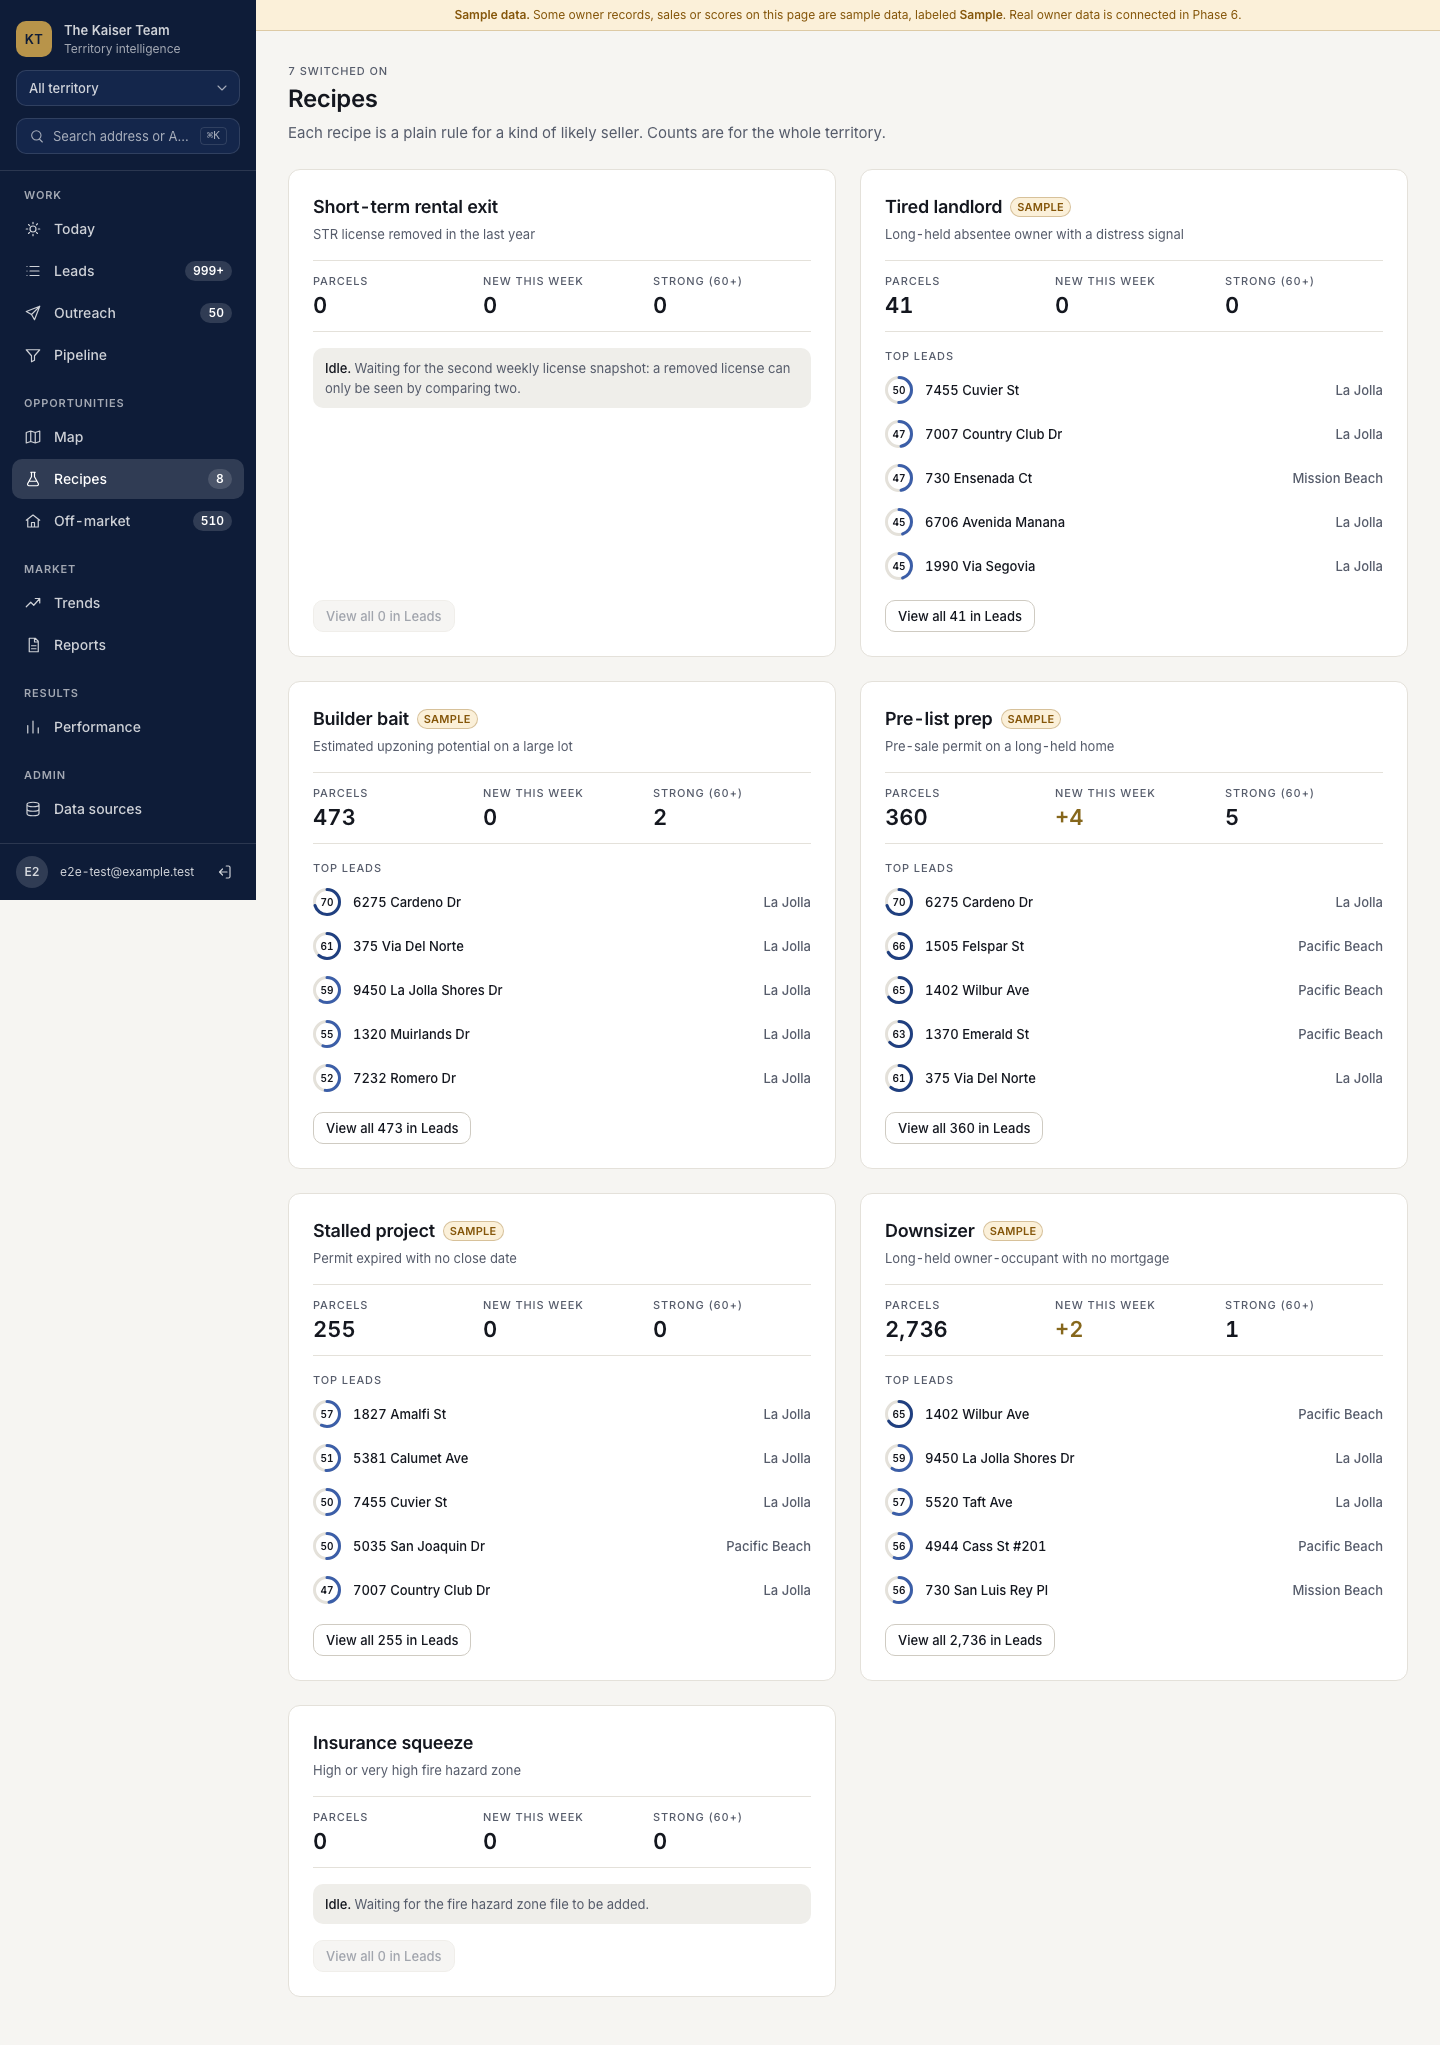 Sample data. Some owner records, sales or scores on this page are sample data, labeled Sample. Real owner data is connected in Phase 6.
KT
The Kaiser Team
Territory intelligence
All territory
Search address or A... ⌘K
WORK
Today
Leads 999+
Outreach 50
Pipeline
OPPORTUNITIES
Map
Recipes 8
Off-market 510
MARKET
Trends
Reports
RESULTS
Performance
ADMIN
Data sources
E2 e2e-test@example.test
7 SWITCHED ON
Recipes
Each recipe is a plain rule for a kind of likely seller. Counts are for the whole territory.
Short-term rental exit
STR license removed in the last year
PARCELS NEW THIS WEEK STRONG (60+)
0 0 0
Idle. Waiting for the second weekly license snapshot: a removed license can
only be seen by comparing two.
View all 0 in Leads
Tired landlord SAMPLE
Long-held absentee owner with a distress signal
PARCELS NEW THIS WEEK STRONG (60+)
41 0 0
TOP LEADS
50 7455 Cuvier St La Jolla
47 7007 Country Club Dr La Jolla
47 730 Ensenada Ct Mission Beach
45 6706 Avenida Manana La Jolla
45 1990 Via Segovia La Jolla
View all 41 in Leads
Builder bait SAMPLE
Estimated upzoning potential on a large lot
PARCELS NEW THIS WEEK STRONG (60+)
473 0 2
TOP LEADS
70 6275 Cardeno Dr La Jolla
61 375 Via Del Norte La Jolla
59 9450 La Jolla Shores Dr La Jolla
55 1320 Muirlands Dr La Jolla
52 7232 Romero Dr La Jolla
View all 473 in Leads
Pre-list prep SAMPLE
Pre-sale permit on a long-held home
PARCELS NEW THIS WEEK STRONG (60+)
360 +4 5
TOP LEADS
70 6275 Cardeno Dr La Jolla
66 1505 Felspar St Pacific Beach
65 1402 Wilbur Ave Pacific Beach
63 1370 Emerald St Pacific Beach
61 375 Via Del Norte La Jolla
View all 360 in Leads
Stalled project SAMPLE
Permit expired with no close date
PARCELS NEW THIS WEEK STRONG (60+)
255 0 0
TOP LEADS
57 1827 Amalfi St La Jolla
51 5381 Calumet Ave La Jolla
50 7455 Cuvier St La Jolla
50 5035 San Joaquin Dr Pacific Beach
47 7007 Country Club Dr La Jolla
View all 255 in Leads
Downsizer SAMPLE
Long-held owner-occupant with no mortgage
PARCELS NEW THIS WEEK STRONG (60+)
2,736 +2 1
TOP LEADS
65 1402 Wilbur Ave Pacific Beach
59 9450 La Jolla Shores Dr La Jolla
57 5520 Taft Ave La Jolla
56 4944 Cass St #201 Pacific Beach
56 730 San Luis Rey Pl Mission Beach
View all 2,736 in Leads
Insurance squeeze
High or very high fire hazard zone
PARCELS NEW THIS WEEK STRONG (60+)
0 0 0
Idle. Waiting for the fire hazard zone file to be added.
View all 0 in Leads